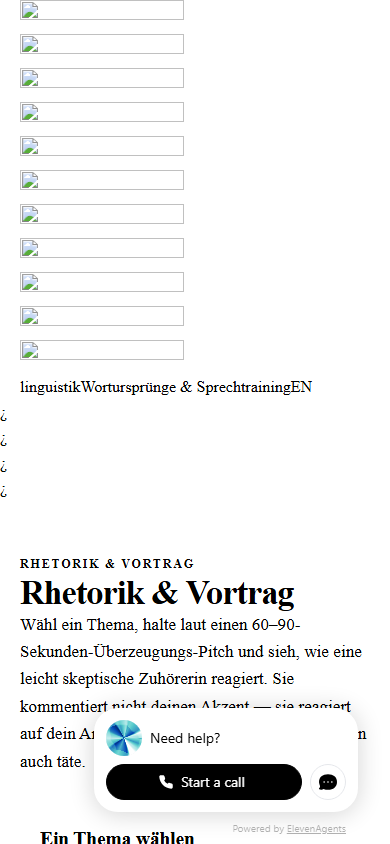 linguistikWortursprünge & SprechtrainingEN
¿
¿
¿
¿
RHETORIK & VORTRAG
Rhetorik & Vortrag
Wähl ein Thema, halte laut einen 60–90-
Sekunden-Überzeugungs-Pitch und sieh, wie eine
leicht skeptische Zuhörerin reagiert. Sie
kommentiert nicht deinen Akzent — sie reagiert
auf dein
auch täte.
Need help?
Start a call
Powered by ElevenAgents
Ein Thema wählen